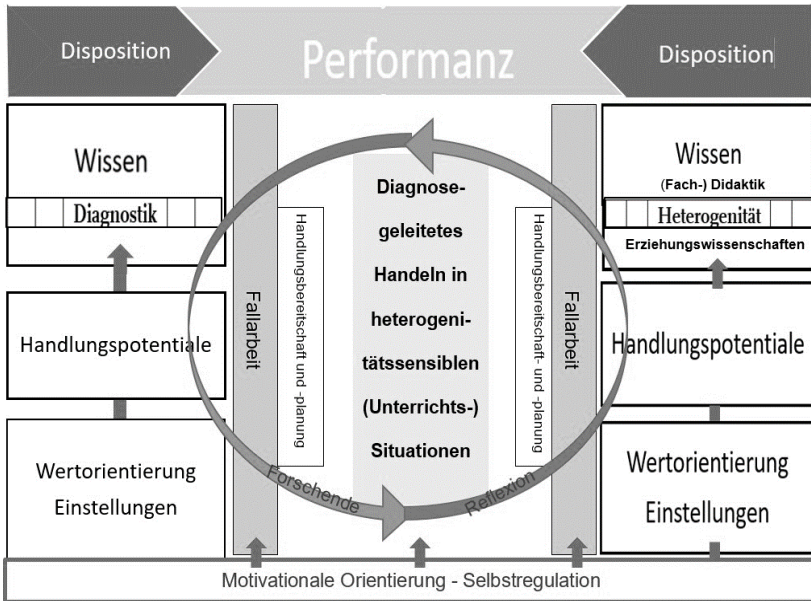 Disposition
Performanz
Disposition
Wissen
Diagnostik
Handlungspotentiale
Wertorientierung
Einstellungen
Fallarbeit
Handlungsbereitschaft und -planung
Diagnose-
geleitetes
Handeln in
heterogeni-
tätssensiblen
(Unterrichts-)
Situationen
Forschende
Reflexion
Handlungsbereitschaft- und -planung
Fallarbeit
Wissen
(Fach-) Didaktik
Heterogenität
Erziehungswissenschaften
Handlungspotentiale
Wertorientierung
Einstellungen
Motivationale Orientierung - Selbstregulation